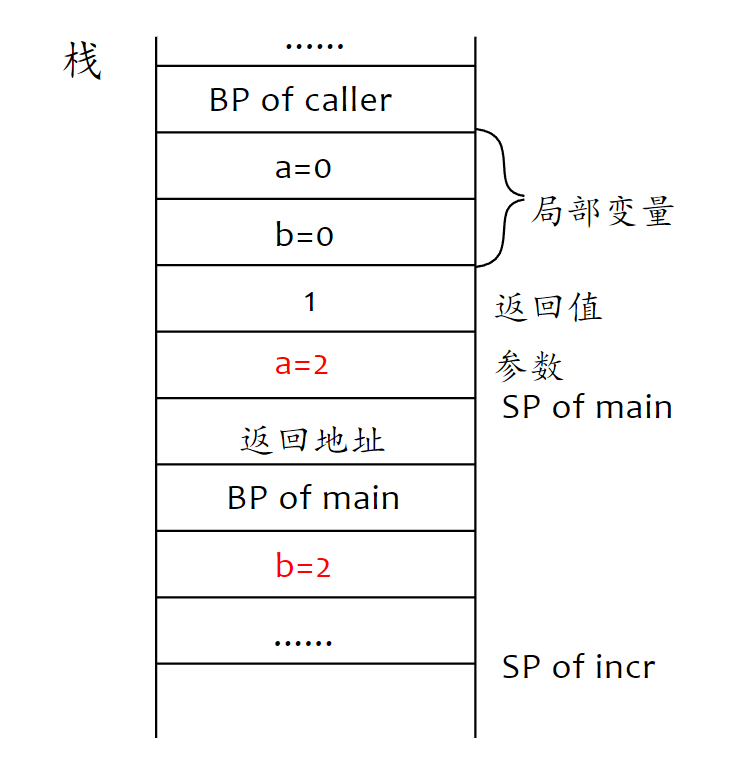 栈
......
BP of caller
a=0
b=0
局部变量
1
返回值
a=2
参数
SP of main
返回地址
BP of main
b=2
......
SP of incr